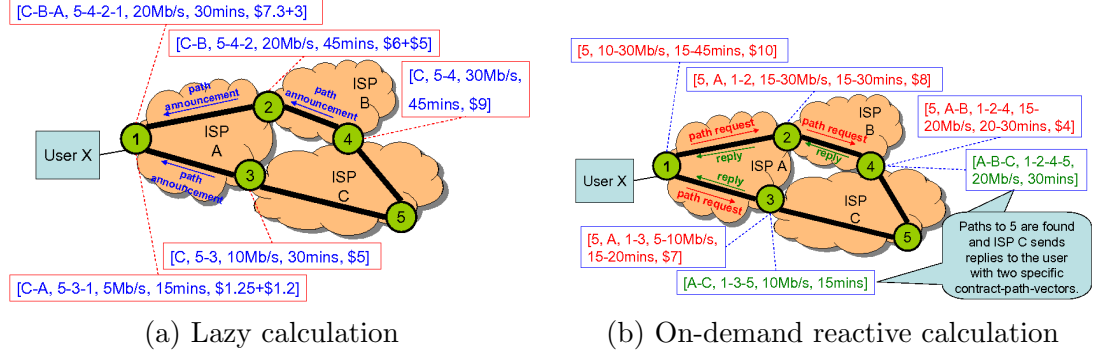 [C-B-A, 5-4-2-1, 20Mb/s, 30mins, $7.3+3]
[C-B, 5-4-2, 20Mb/s, 45mins, $6+$5]
[C, 5-4, 30Mb/s,
45mins, $9]
path
announcement
path
announcement
ISP
B
2
1
4
ISP
A
User X
3
ISP
C
path
announcement
5
[C, 5-3, 10Mb/s, 30mins, $5]
[C-A, 5-3-1, 5Mb/s, 15mins, $1.25+$1.2]
(a) Lazy calculation
[5, 10-30Mb/s, 15-45mins, $10]
[5, A, 1-2, 15-30Mb/s, 15-30mins, $8]
[5, A-B, 1-2-4, 15-
20Mb/s, 20-30mins, $4]
[A-B-C, 1-2-4-5,
20Mb/s, 30mins]
path request
reply
path request
reply
ISP
B
2
1
4
ISP A
User X
reply
path request
3
ISP
C
5
Paths to 5 are found
and ISP C sends
replies to the user
with two specific
contract-path-vectors.
[5, A, 1-3, 5-10Mb/s,
15-20mins, $7]
[A-C, 1-3-5, 10Mb/s, 15mins]
(b) On-demand reactive calculation